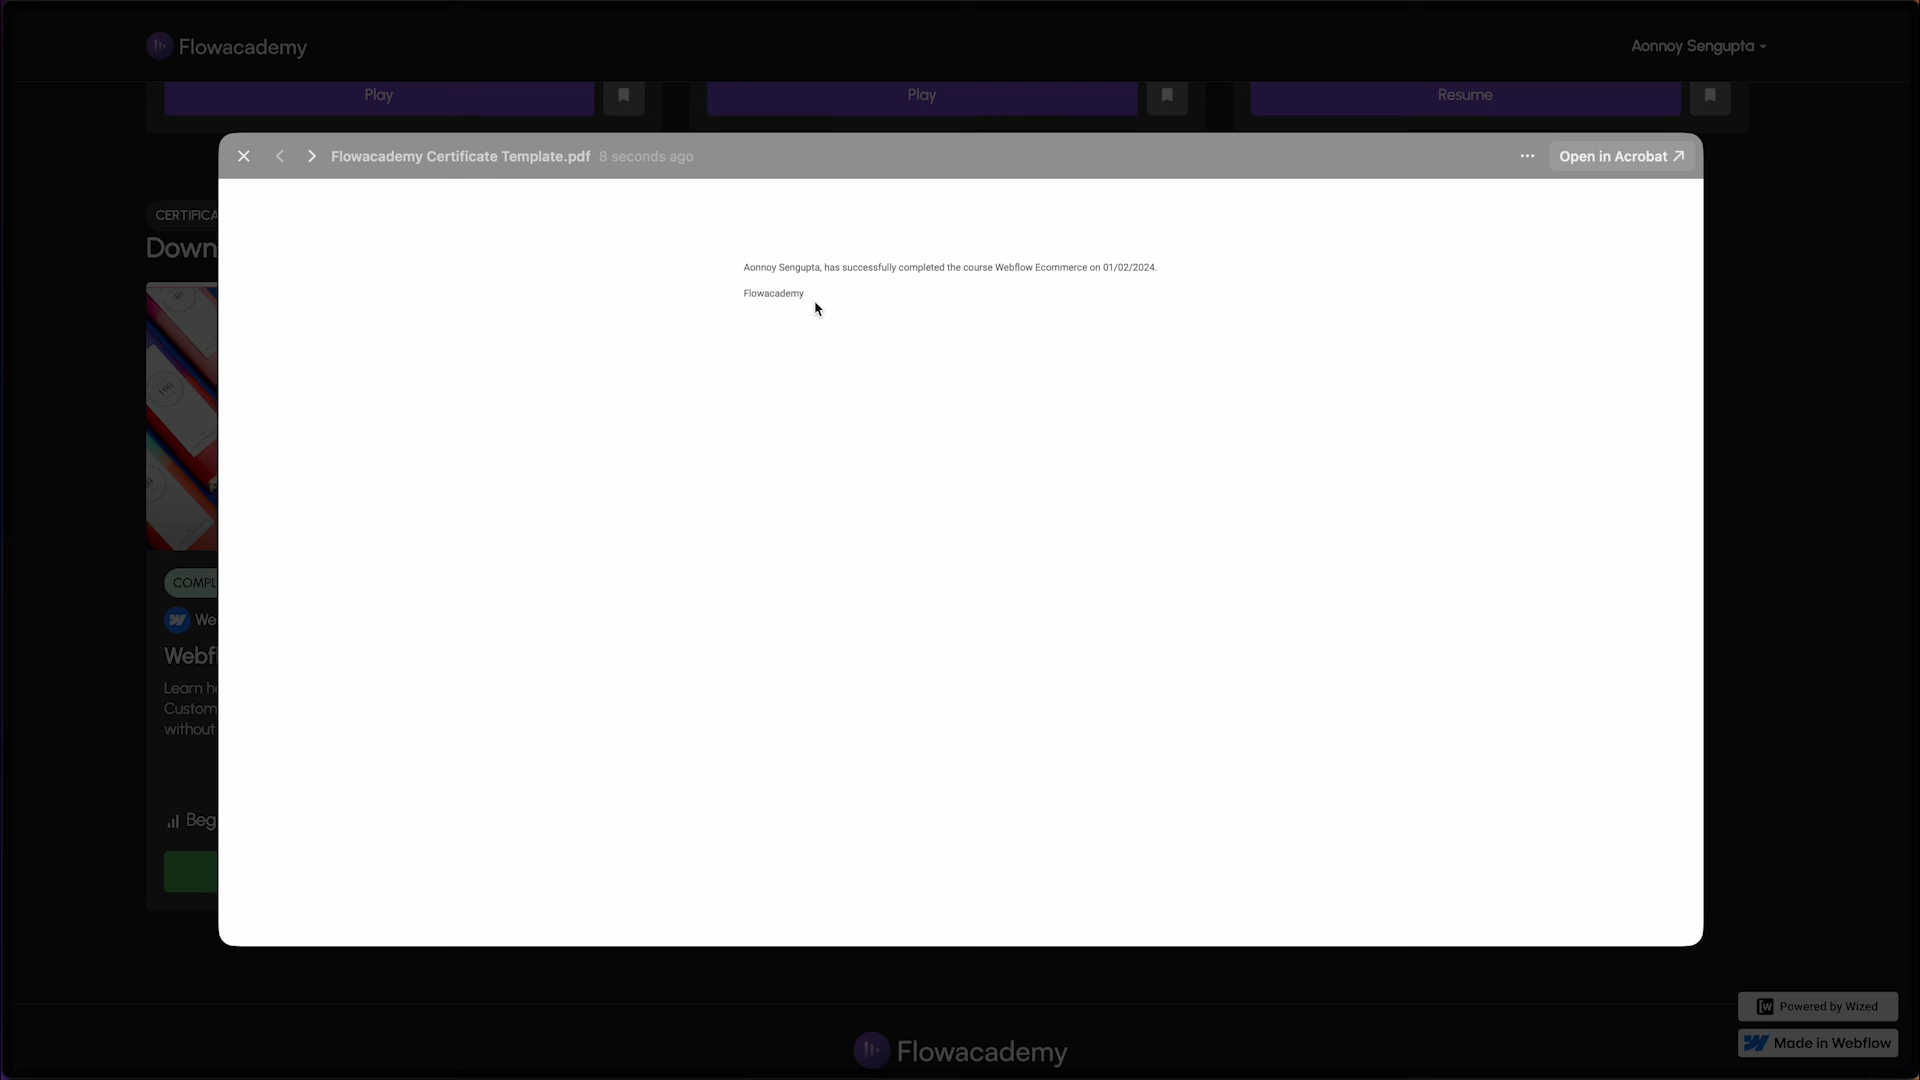 Flowacademy
Aonnoy Sengupta
Play
Play
Resume
Flowacademy Certificate Template.pdf 8 seconds ago
Open in Acrobat
CERTIFICA
Down
Aonnoy Sengupta, has successfully completed the course Webflow Ecommerce on 01/02/2024.
Flowacademy
100
COMPL
We
Webfl
Learn h
Custom
without
Beg
Powered by Wized
Flowacademy
Made in Webflow